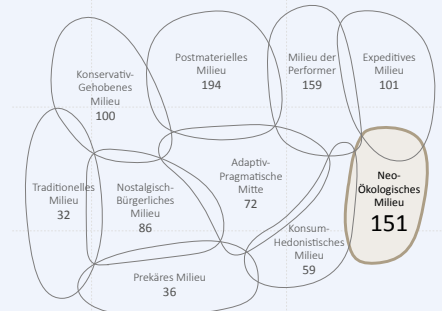 Konservativ-
Gehobenes
Milieu
100
Postmaterielles
Milieu
194
Milieu der
Performer
159
Expeditives
Milieu
101
Traditionelles
Milieu
32
Nostalgisch-
Bürgerliches
Milieu
86
Adaptiv-
Pragmatische
Mitte
72
Konsum-
Hedonistisches
Milieu
59
Neo-
Ökologisches
Milieu
151
Prekäres Milieu
36